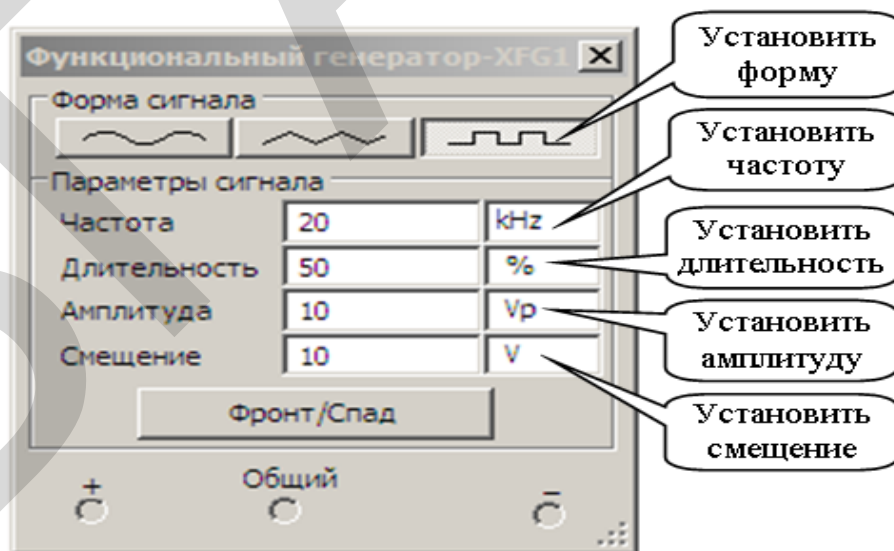 Функциональный генератор-XFG1
Форма сигнала
Параметры сигнала
Частота 20 kHz
Длительность 50 %
Амплитуда 10 Vp
Смещение 10 V
Фронт/Спад
+ Общий –
Установить
форму
Установить
частоту
Установить
длительность
Установить
амплитуду
Установить
смещение